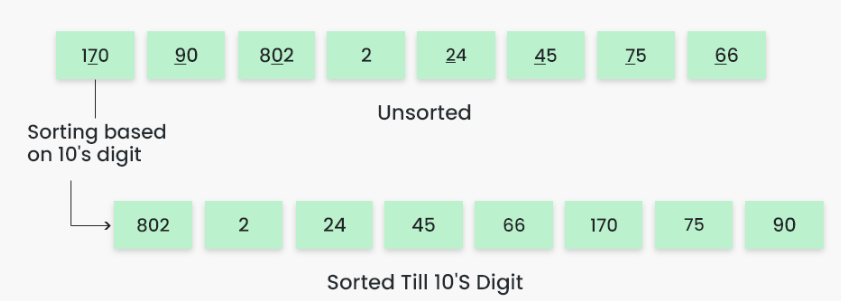 170 90 802 2 24 45 75 66
Unsorted
Sorting based
on 10's digit
802 2 24 45 66 170 75 90
Sorted Till 10'S Digit